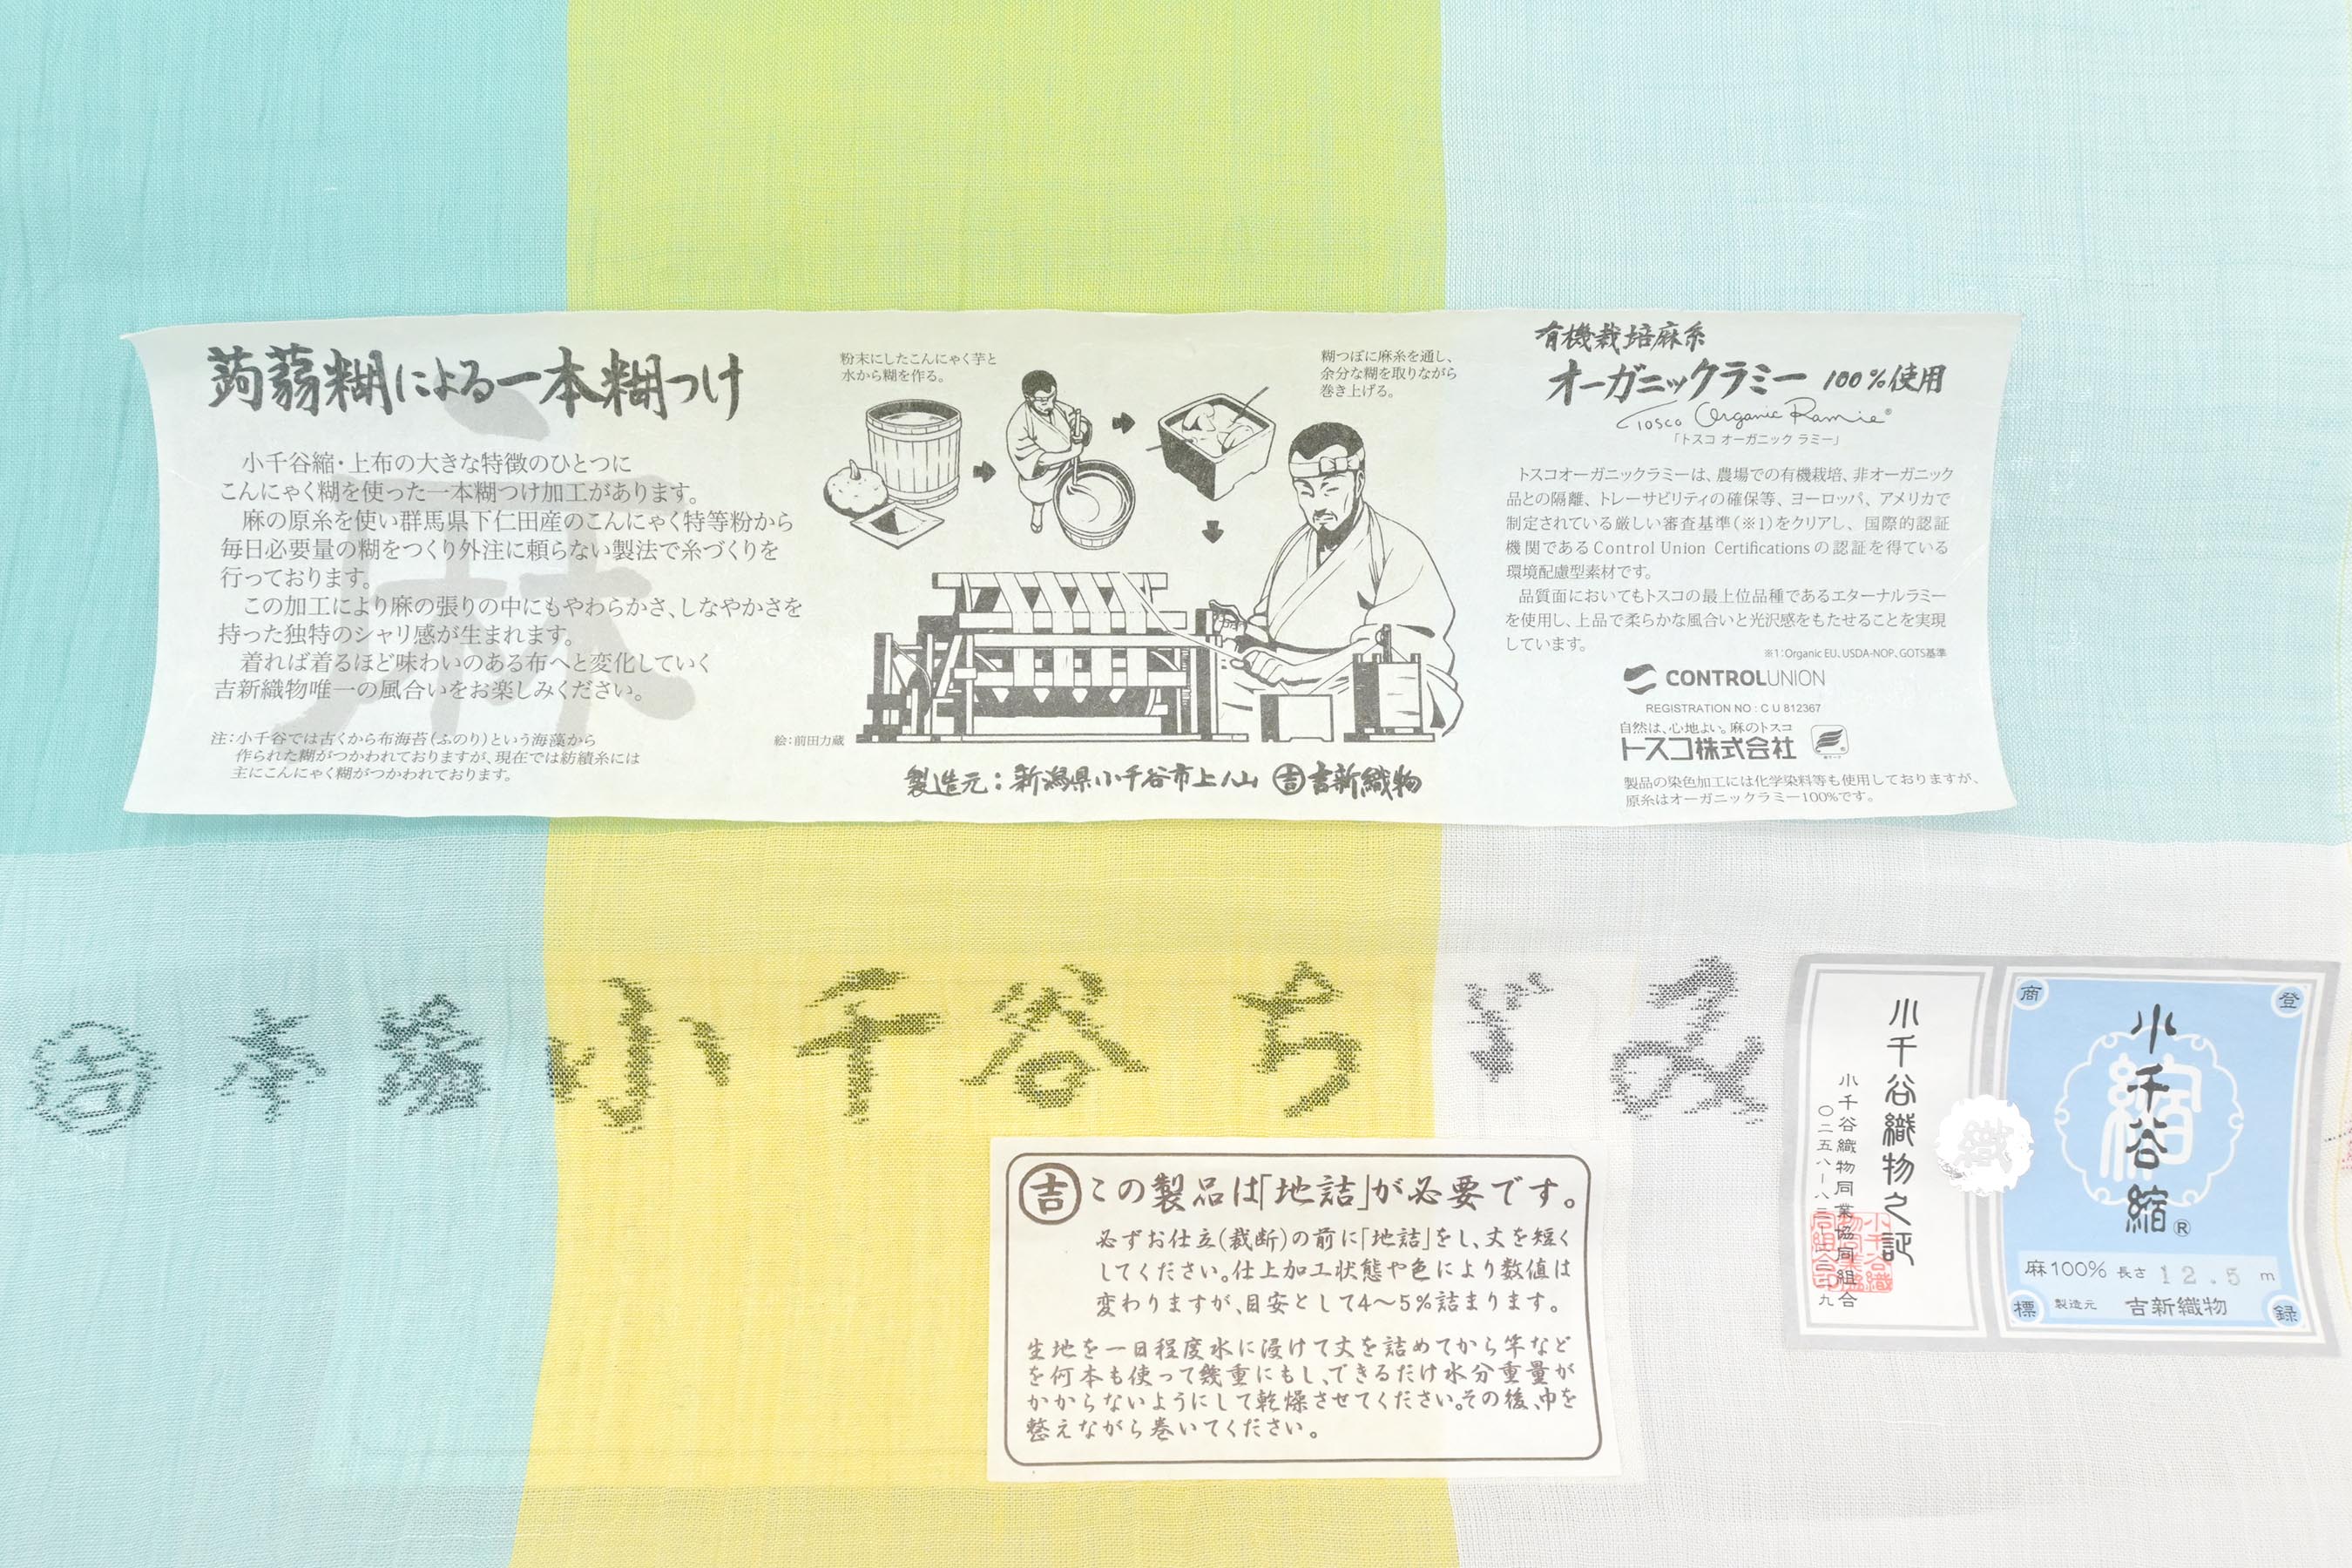 蒟蒻糊による一本糊つけ
麻
小千谷縮・上布の大きな特徴のひとつに
こんにゃく糊を使った一本糊つけ加工があります。
麻の原糸を使い群馬県下仁田産のこんにゃく特等粉から
毎日必要量の糊をつくり外注に頼らない製法で糸づくりを
行っております。
この加工により麻の張りの中にもやわらかさ、しなやかさを
持った独特のシャリ感が生まれます。
着れば着るほど味わいのある布へと変化していく
吉新織物唯一の風合いをお楽しみください。
注：小千谷では古くから布海苔（ふのり）という海藻から
作られた糊がつかわれておりますが、現在では紡績糸には
主にこんにゃく糊がつかわれております。
粉末にしたこんにゃく芋と
水から糊を作る。
糊つぼに麻糸を通し、
余分な糊を取りながら
巻き上げる。
絵：前田力蔵
製造元：新潟県小千谷市上ノ山 ㊎吉新織物
有機栽培麻糸
オーガニックラミー 100%使用
Tosco Organic Ramie®
「トスコ オーガニック ラミー」
トスコオーガニックラミーは、農場での有機栽培、非オーガニック
品との隔離、トレーサビリティの確保等、ヨーロッパ、アメリカで
制定されている厳しい審査基準（※1）をクリアし、国際的認証
機関であるControl Union Certificationsの認証を得ている
環境配慮型素材です。
品質面においてもトスコの最上位品種であるエターナルラミー
を使用し、上品で柔らかな風合いと光沢感をもたせることを実現
しています。
※1：Organic EU、USDA-NOP、GOTS基準
CONTROLUNION
REGISTRATION NO : C U 812367
自然は、心地よい。麻のトスコ
トスコ株式会社
製品の染色加工には化学染料等も使用しておりますが、
原糸はオーガニックラミー100%です。
吉 本場小千谷ちゞみ
吉 この製品は「地詰」が必要です。
必ずお仕立（裁断）の前に「地詰」をし、丈を短く
してください。仕上加工状態や色により数値は
変わりますが、目安として4〜5%詰まります。
生地を一日程度水に浸けて丈を詰めてから竿など
を何本も使って幾重にもし、できるだけ水分重量が
かからないようにして乾燥させてください。その後、巾を
整えながら巻いてください。
小千谷織物之証
小千谷織物同業協同組合
織
登録商標
縮
小千谷縮®
麻100% 長さ 12.5 m
製造元 吉新織物